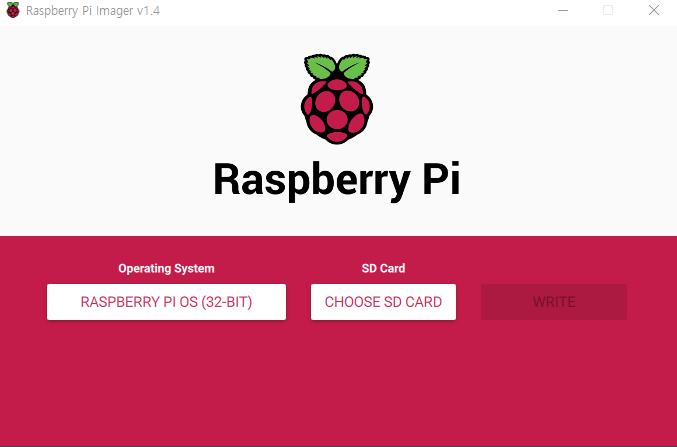 Raspberry Pi Imager v1.4
Raspberry Pi
Operating System
SD Card
RASPBERRY PI OS (32-BIT)
CHOOSE SD CARD
WRITE